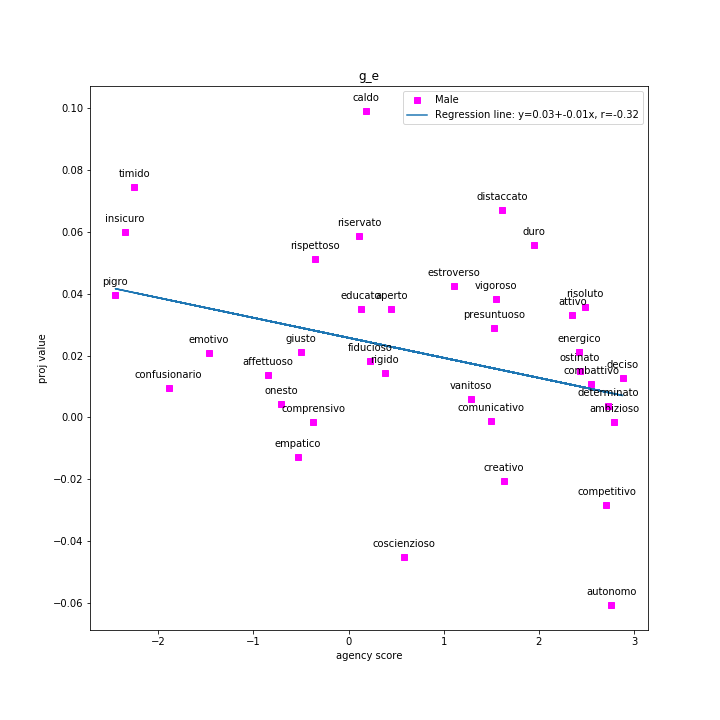 g_e
Male
Regression line: y=0.03+-0.01x, r=-0.32
caldo
timido
distaccato
insicuro
riservato
duro
rispettoso
estroverso
pigro
vigoroso
educato
aperto
risoluto
attivo
presuntuoso
emotivo
giusto
energico
fiducioso
rigido
ostinato
affettuoso
deciso
confusionario
combattivo
vanitoso
onesto
determinato
comprensivo
comunicativo
ambizioso
empatico
creativo
competitivo
coscienzioso
autonomo
0.10
0.08
0.06
0.04
0.02
0.00
−0.02
−0.04
−0.06
proj value
−2
−1
0
1
2
3
agency score